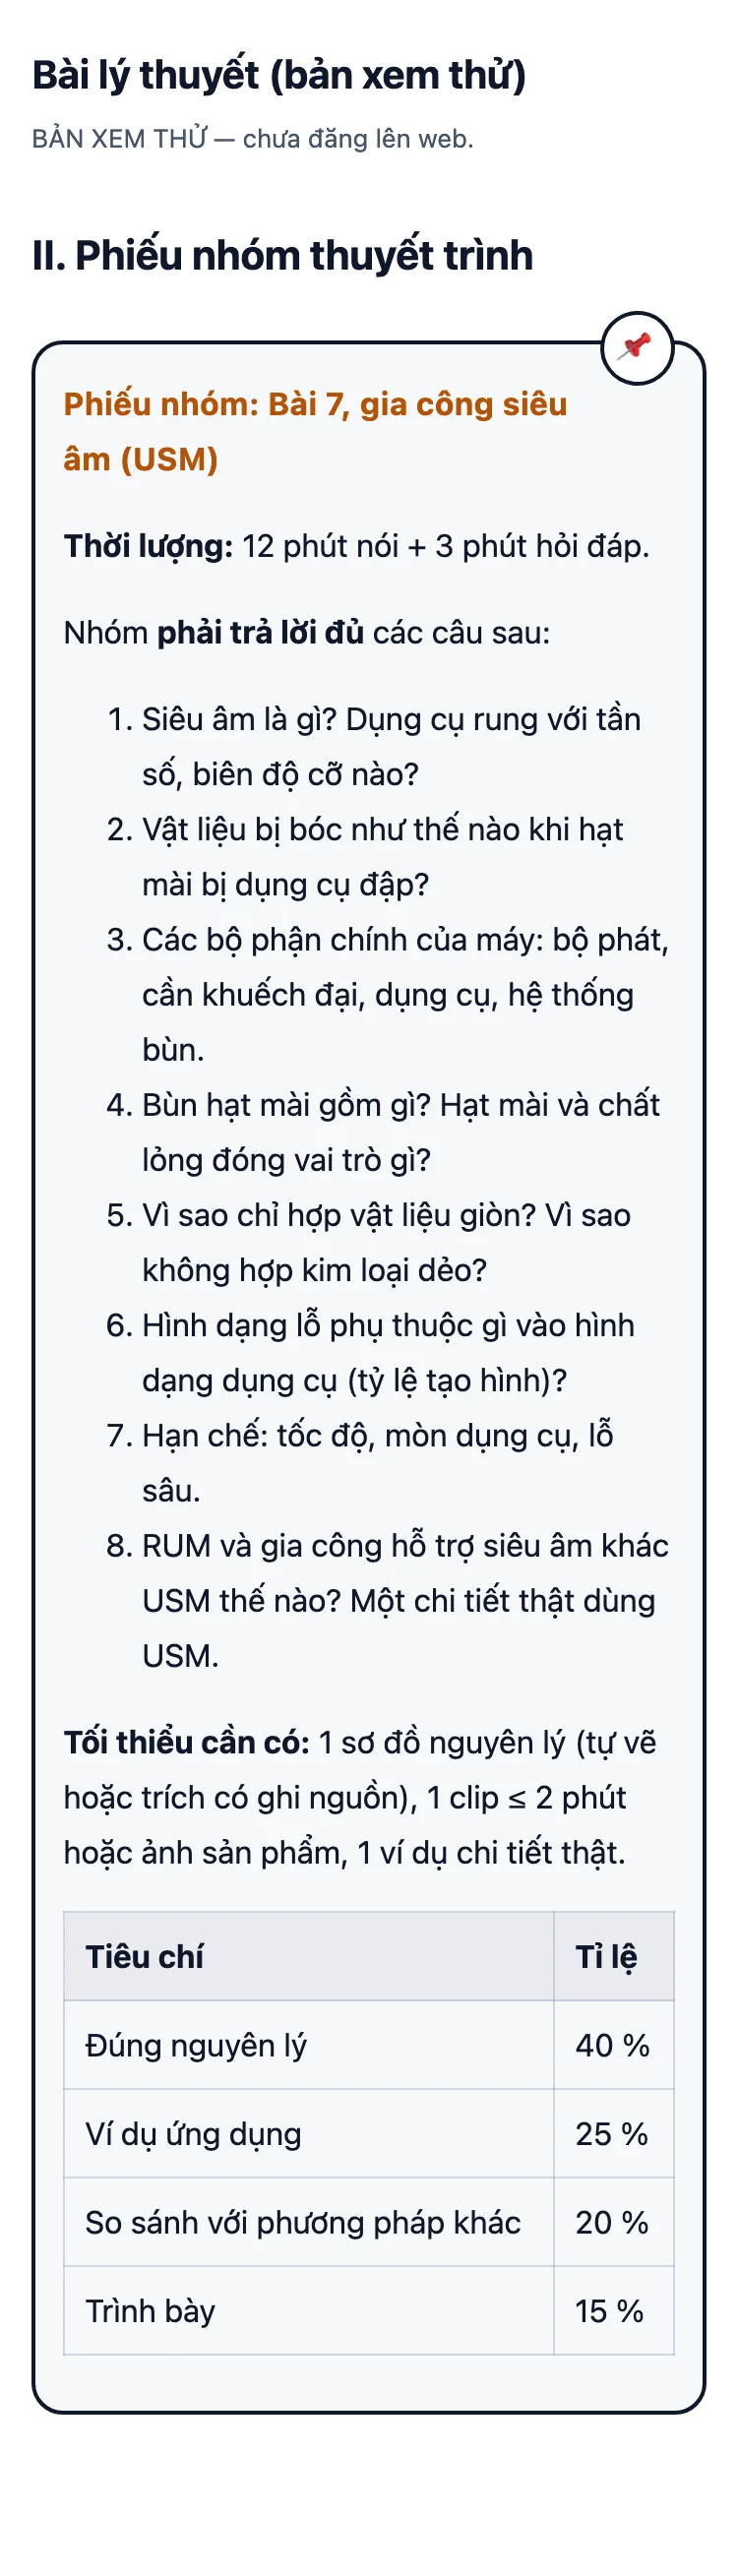 Bài lý thuyết (bản xem thử)
BẢN XEM THỬ — chưa đăng lên web.
II. Phiếu nhóm thuyết trình
Phiếu nhóm: Bài 7, gia công siêu
âm (USM)
Thời lượng: 12 phút nói + 3 phút hỏi đáp.
Nhóm phải trả lời đủ các câu sau:
1. Siêu âm là gì? Dụng cụ rung với tần
số, biên độ cỡ nào?
2. Vật liệu bị bóc như thế nào khi hạt
mài bị dụng cụ đập?
3. Các bộ phận chính của máy: bộ phát,
cần khuếch đại, dụng cụ, hệ thống
bùn.
4. Bùn hạt mài gồm gì? Hạt mài và chất
lỏng đóng vai trò gì?
5. Vì sao chỉ hợp vật liệu giòn? Vì sao
không hợp kim loại dẻo?
6. Hình dạng lỗ phụ thuộc gì vào hình
dạng dụng cụ (tỷ lệ tạo hình)?
7. Hạn chế: tốc độ, mòn dụng cụ, lỗ
sâu.
8. RUM và gia công hỗ trợ siêu âm khác
USM thế nào? Một chi tiết thật dùng
USM.
Tối thiểu cần có: 1 sơ đồ nguyên lý (tự vẽ
hoặc trích có ghi nguồn), 1 clip ≤ 2 phút
hoặc ảnh sản phẩm, 1 ví dụ chi tiết thật.
Tiêu chí Tỉ lệ
Đúng nguyên lý 40 %
Ví dụ ứng dụng 25 %
So sánh với phương pháp khác 20 %
Trình bày 15 %